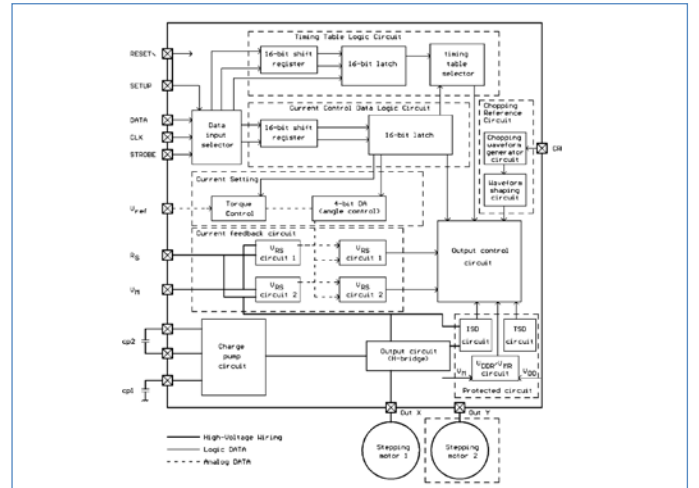 Timing Table Logic Circuit
RESET
16-bit shift
register
16-bit latch
timing
table
selector
SETUP
Current Control Data Logic Circuit
Chopping
Reference
Circuit
DATA
CLK
STROBE
Data
input
selector
16-bit shift
register
16-bit latch
Chopping
waveform
generator
circuit
CR
Current Setting
Waveform
shaping
circuit
Vref
Torque
Control
4-bit DA
(angle control)
Current feedback circuit
Output control
circuit
RS
VRS
circuit 1
VRS
circuit 1
VM
VRS
circuit 2
VRS
circuit 2
cp2
Charge
pump
circuit
ISD
circuit
TSD
circuit
Output circuit
(H-bridge)
VDDR/VMR
circuit
VM
VDD
cp1
Protected circuit
Out X
Out Y
High-Voltage Wiring
Logic DATA
Analog DATA
Stepping
motor 1
Stepping
motor 2